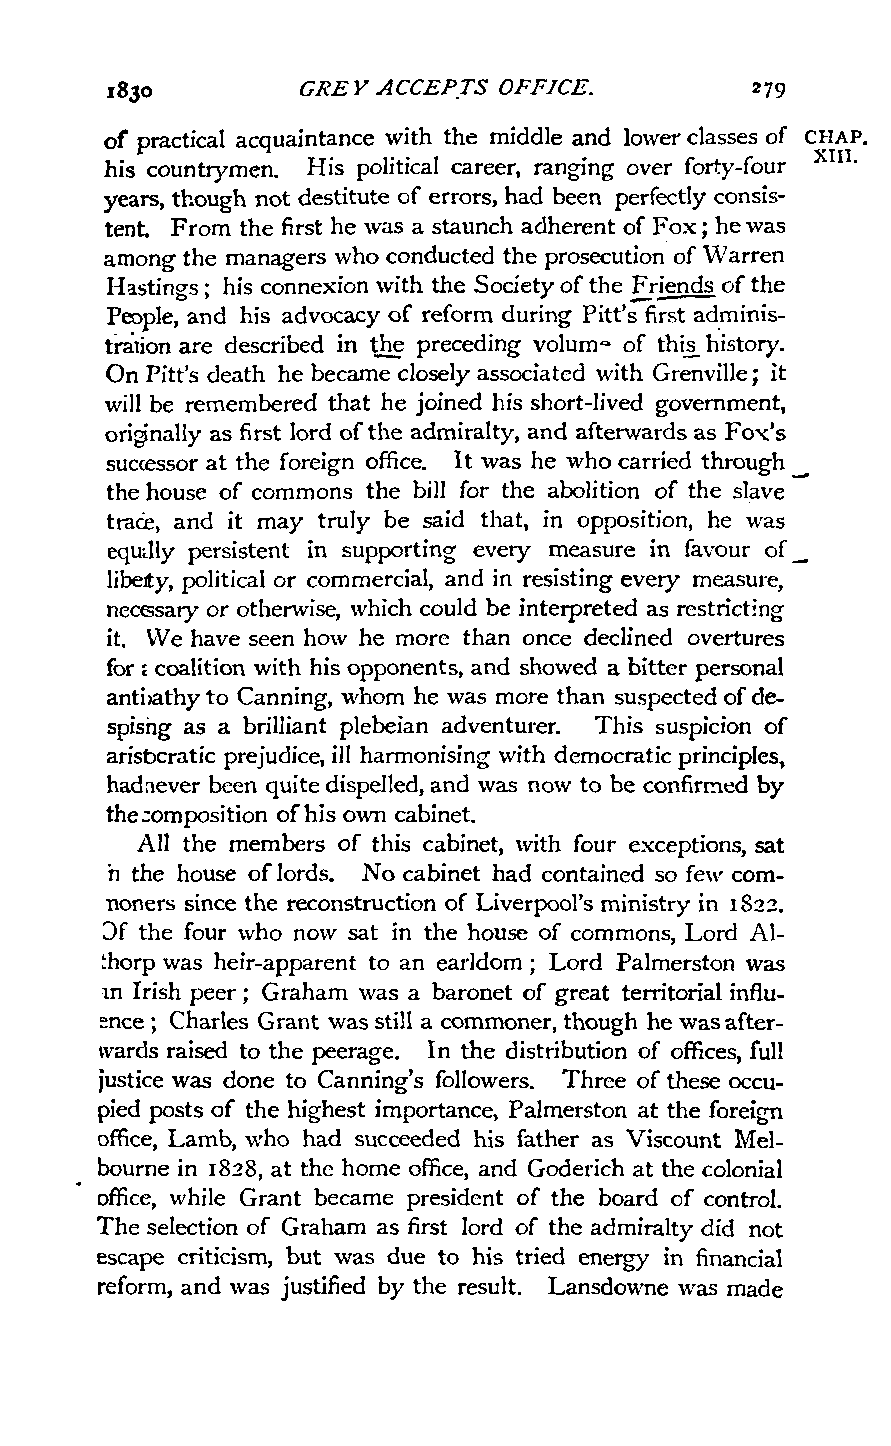 1830 GREY ACCEPTS OFFICE. 279
of practical acquaintance with the middle and lower classes of CHAP.
his countrymen. His political career, ranging over forty-four XIII.
years, though not destitute of errors, had been perfectly consis-
tent. From the first he was a staunch adherent of Fox; he was
among the managers who conducted the prosecution of Warren
Hastings; his connexion with the Society of the Friends of the
People, and his advocacy of reform during Pitt's first adminis-
tration are described in the preceding volume of this history.
On Pitt's death he became closely associated with Grenville; it
will be remembered that he joined his short-lived government,
originally as first lord of the admiralty, and afterwards as Fox's
successor at the foreign office. It was he who carried through
the house of commons the bill for the abolition of the slave
trade, and it may truly be said that, in opposition, he was
equally persistent in supporting every measure in favour of
liberty, political or commercial, and in resisting every measure,
necessary or otherwise, which could be interpreted as restricting
it. We have seen how he more than once declined overtures
for a coalition with his opponents, and showed a bitter personal
antipathy to Canning, whom he was more than suspected of de-
spising as a brilliant plebeian adventurer. This suspicion of
aristocratic prejudice, ill harmonising with democratic principles,
had never been quite dispelled, and was now to be confirmed by
the composition of his own cabinet.
All the members of this cabinet, with four exceptions, sat
in the house of lords. No cabinet had contained so few com-
moners since the reconstruction of Liverpool's ministry in 1822.
Of the four who now sat in the house of commons, Lord Al-
thorp was heir-apparent to an earldom; Lord Palmerston was
an Irish peer; Graham was a baronet of great territorial influ-
ence; Charles Grant was still a commoner, though he was after-
wards raised to the peerage. In the distribution of offices, full
justice was done to Canning's followers. Three of these occu-
pied posts of the highest importance, Palmerston at the foreign
office, Lamb, who had succeeded his father as Viscount Mel-
bourne in 1828, at the home office, and Goderich at the colonial
office, while Grant became president of the board of control.
The selection of Graham as first lord of the admiralty did not
escape criticism, but was due to his tried energy in financial
reform, and was justified by the result. Lansdowne was made